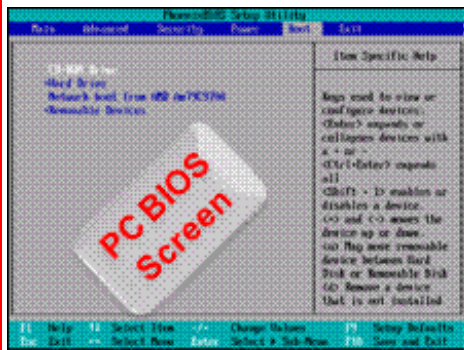 PhoenixBIOS Setup Utility
Main Advanced Security Power Boot Exit
CD-ROM Drive
+Hard Drive
Network boot from AMD Am79C970A
+Removable Devices
Item Specific Help
Keys used to view or
configure devices:
<Enter> expands or
collapses devices with
a + or -
<Ctrl+Enter> expands
all
<Shift + 1> enables or
disables a device.
<+> and <-> moves the
device up or down.
<n> May move removable
device between Hard
Disk or Removable Disk
<d> Remove a device
that is not installed.
PC BIOS
Screen
F1 Help ↑↓ Select Item -/+ Change Values F9 Setup Defaults
Esc Exit ↔ Select Menu Enter Select ▶ Sub-Menu F10 Save and Exit